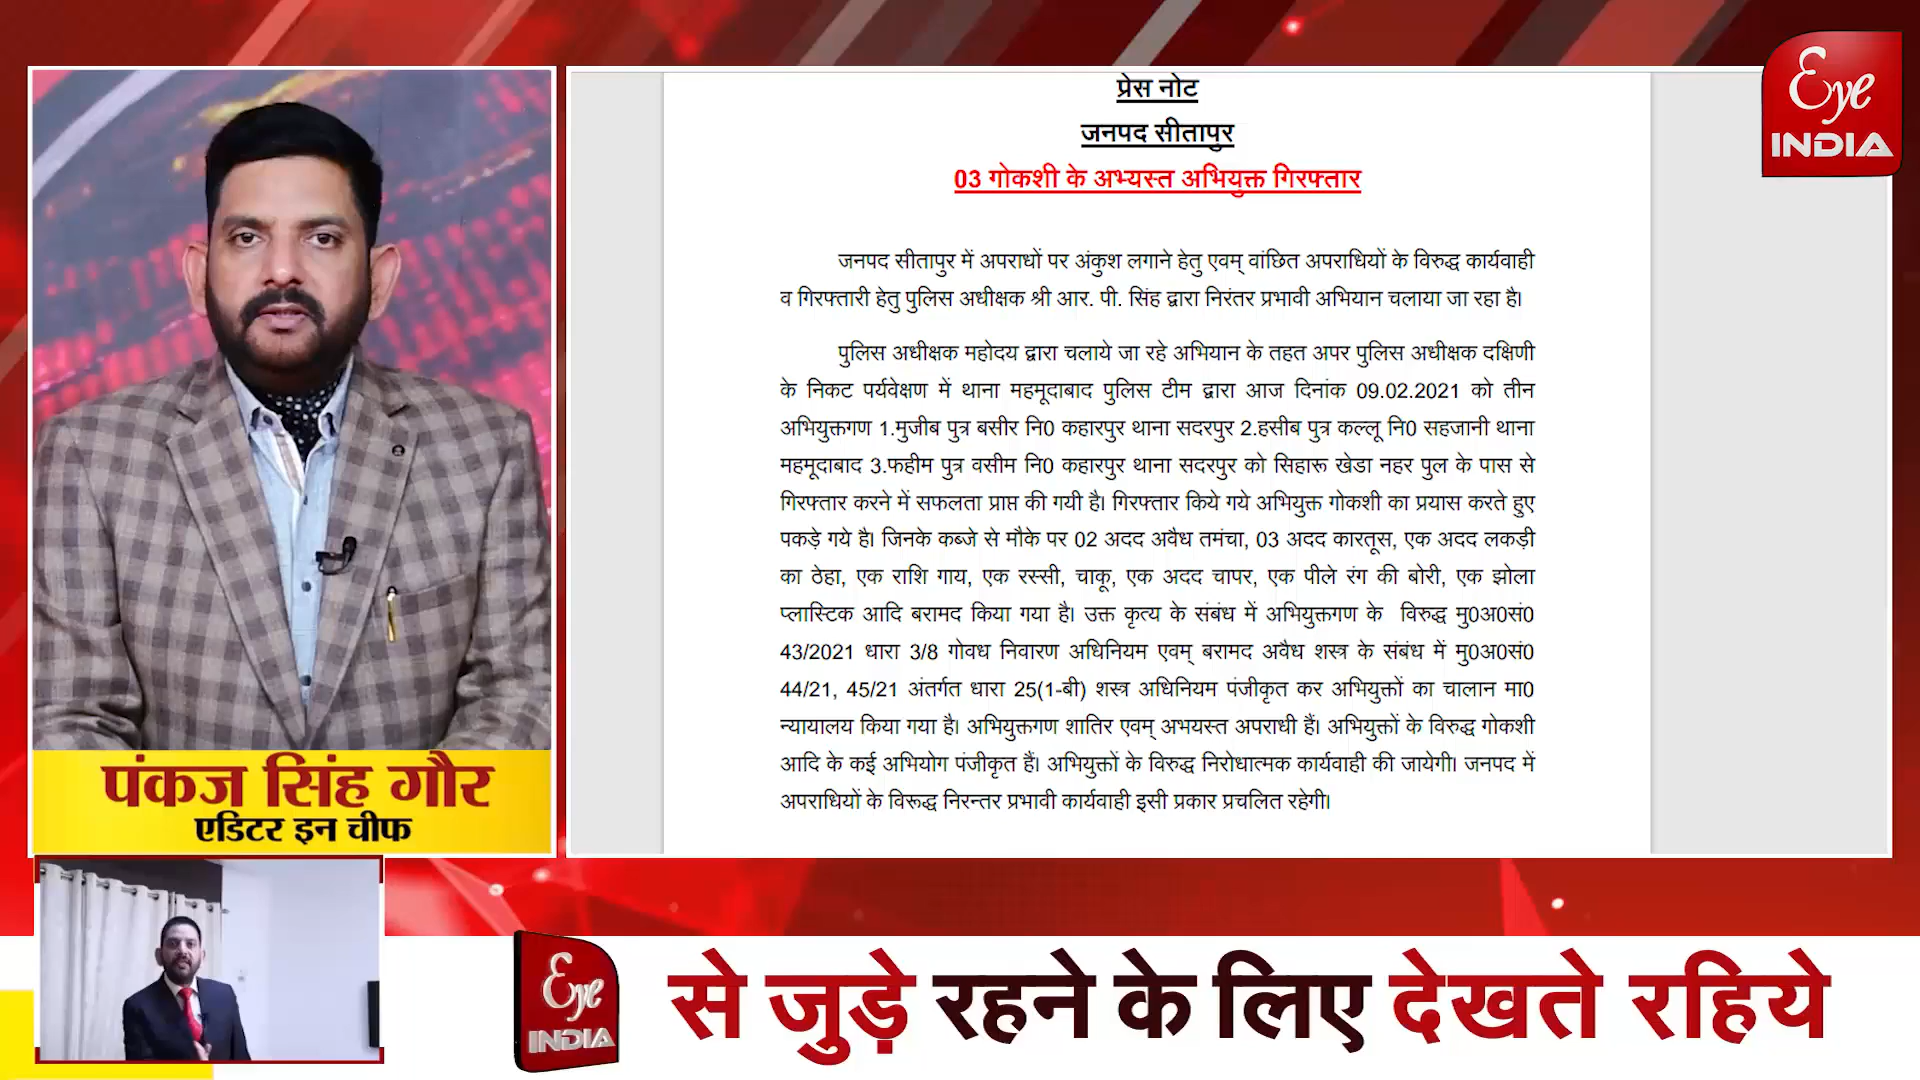 Eye
INDIA
प्रेस नोट
जनपद सीतापुर
03 गोकशी के अभ्यस्त अभियुक्त गिरफ्तार
जनपद सीतापुर में अपराधों पर अंकुश लगाने हेतु एवम् वांछित अपराधियों के विरुद्ध कार्यवाही
व गिरफ्तारी हेतु पुलिस अधीक्षक श्री आर. पी. सिंह द्वारा निरंतर प्रभावी अभियान चलाया जा रहा है।
पुलिस अधीक्षक महोदय द्वारा चलाये जा रहे अभियान के तहत अपर पुलिस अधीक्षक दक्षिणी
के निकट पर्यवेक्षण में थाना महमूदाबाद पुलिस टीम द्वारा आज दिनांक 09.02.2021 को तीन
अभियुक्तगण 1.मुजीब पुत्र बसीर नि0 कहारपुर थाना सदरपुर 2.हसीब पुत्र कल्लू नि0 सहजानी थाना
महमूदाबाद 3.फहीम पुत्र वसीम नि0 कहारपुर थाना सदरपुर को सिहारू खेडा नहर पुल के पास से
गिरफ्तार करने में सफलता प्राप्त की गयी है। गिरफ्तार किये गये अभियुक्त गोकशी का प्रयास करते हुए
पकड़े गये है। जिनके कब्जे से मौके पर 02 अदद अवैध तमंचा, 03 अदद कारतूस, एक अदद लकड़ी
का ठेहा, एक राशि गाय, एक रस्सी, चाकू, एक अदद चापर, एक पीले रंग की बोरी, एक झोला
प्लास्टिक आदि बरामद किया गया है। उक्त कृत्य के संबंध में अभियुक्तगण के विरुद्ध मु0अ0सं0
43/2021 धारा 3/8 गोवध निवारण अधिनियम एवम् बरामद अवैध शस्त्र के संबंध में मु0अ0सं0
44/21, 45/21 अंतर्गत धारा 25(1-बी) शस्त्र अधिनियम पंजीकृत कर अभियुक्तों का चालान मा0
न्यायालय किया गया है। अभियुक्तगण शातिर एवम् अभयस्त अपराधी हैं। अभियुक्तों के विरुद्ध गोकशी
आदि के कई अभियोग पंजीकृत हैं। अभियुक्तों के विरुद्ध निरोधात्मक कार्यवाही की जायेगी। जनपद में
अपराधियों के विरूद्ध निरन्तर प्रभावी कार्यवाही इसी प्रकार प्रचलित रहेगी।
पंकज सिंह गौर
एडिटर इन चीफ
Eye
INDIA
से जुड़े रहने के लिए देखते रहिये